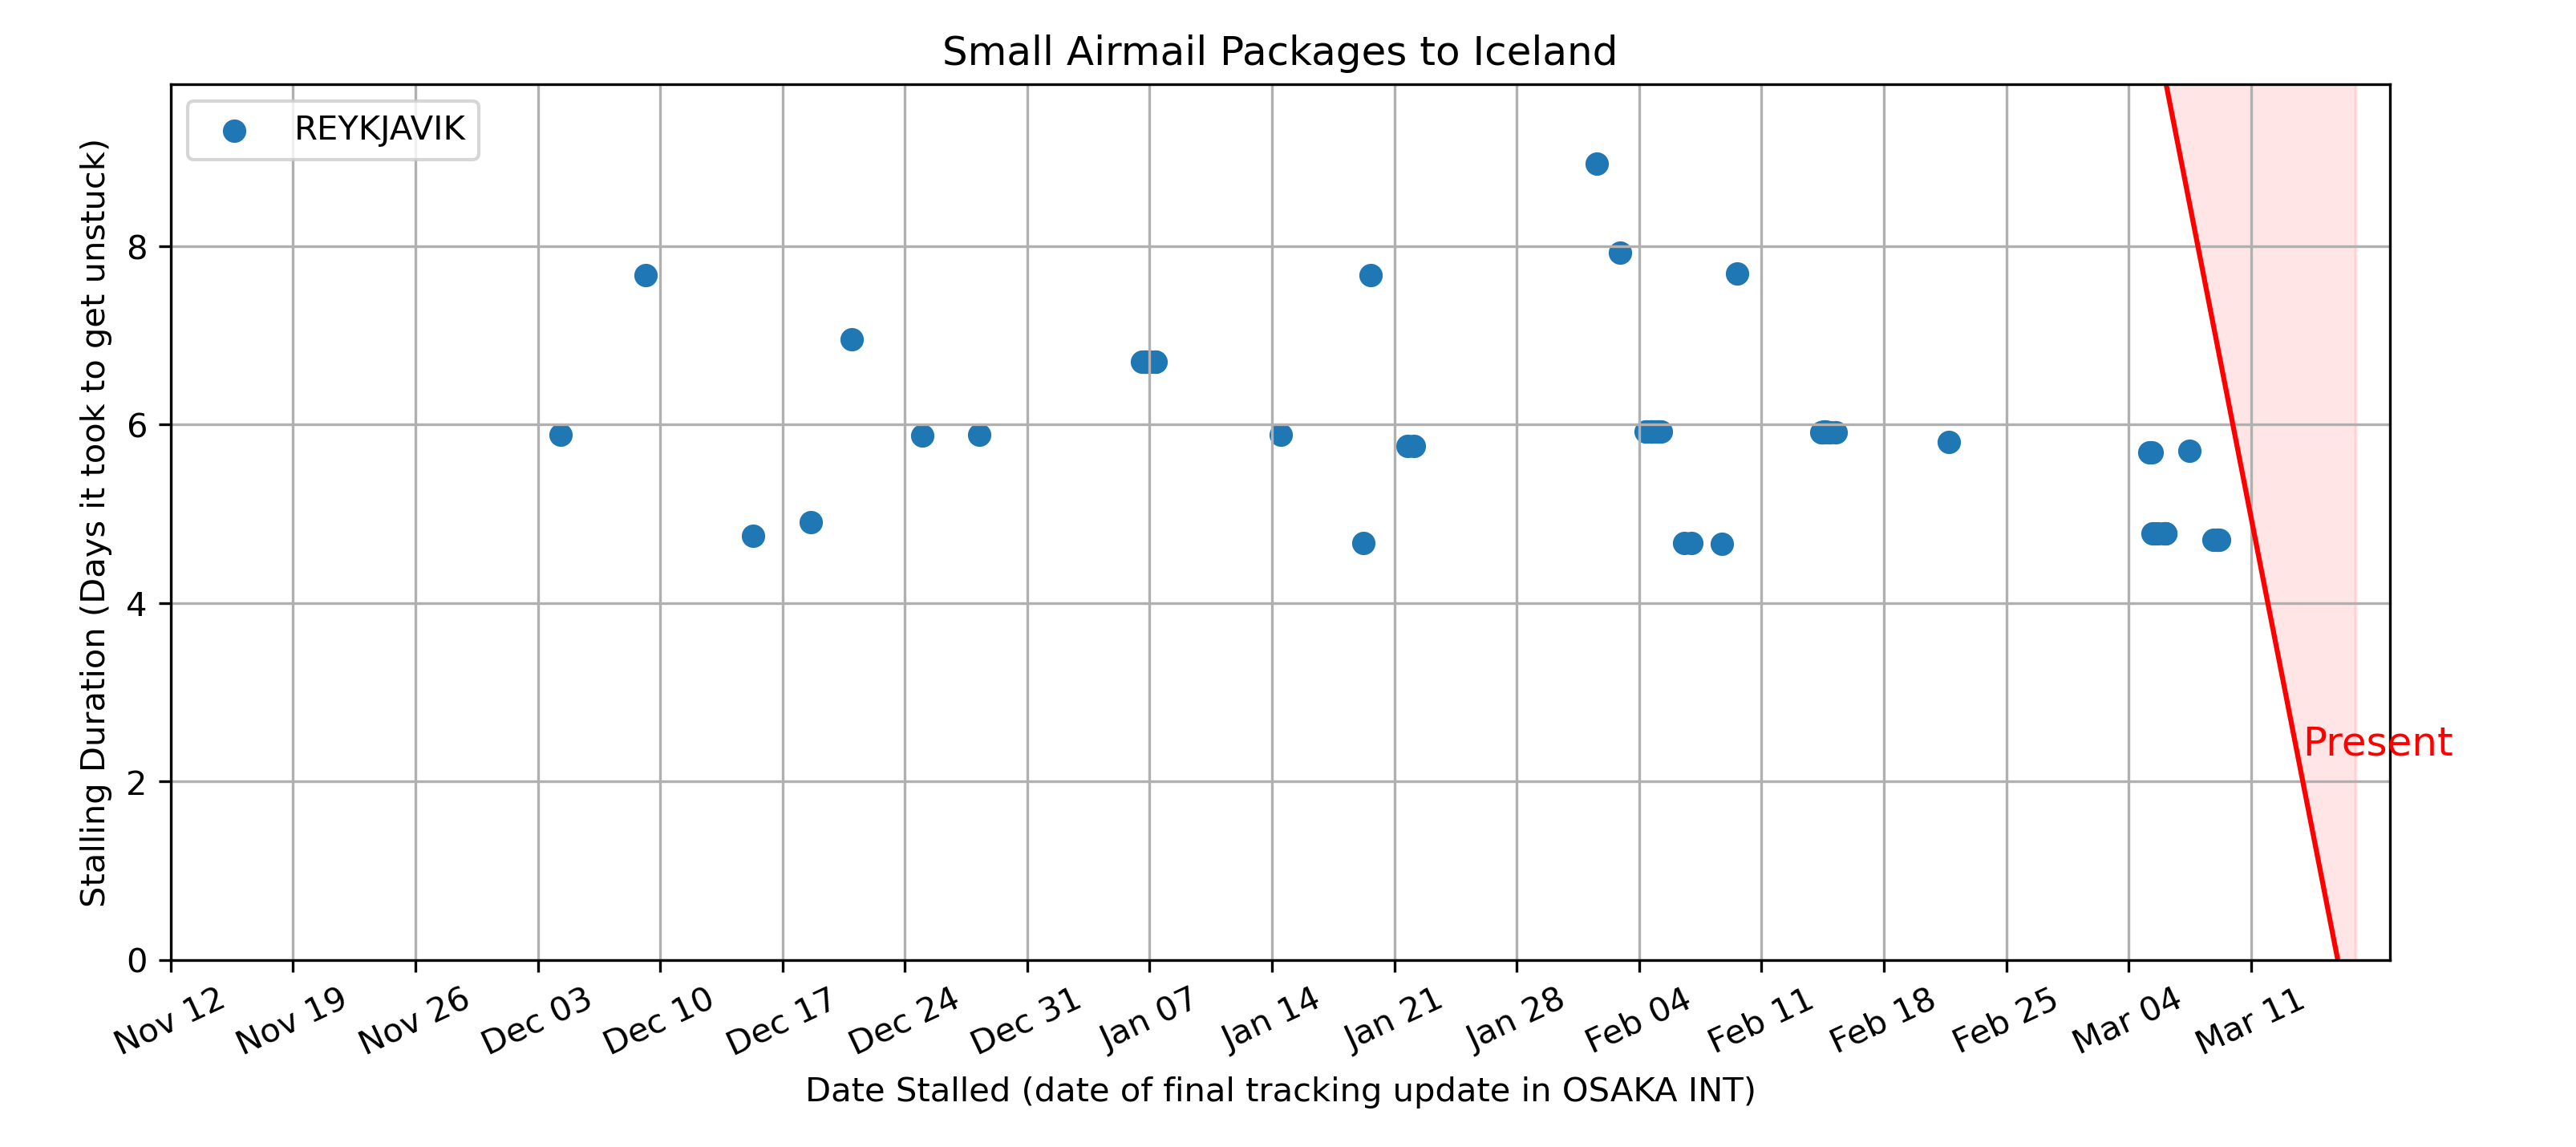 Small Airmail Packages to Iceland
REYKJAVIK
Stalling Duration (Days it took to get unstuck)
8
6
4
2
0
Present
Nov 12
Nov 19
Nov 26
Dec 03
Dec 10
Dec 17
Dec 24
Dec 31
Jan 07
Jan 14
Jan 21
Jan 28
Feb 04
Feb 11
Feb 18
Feb 25
Mar 04
Mar 11
Date Stalled (date of final tracking update in OSAKA INT)